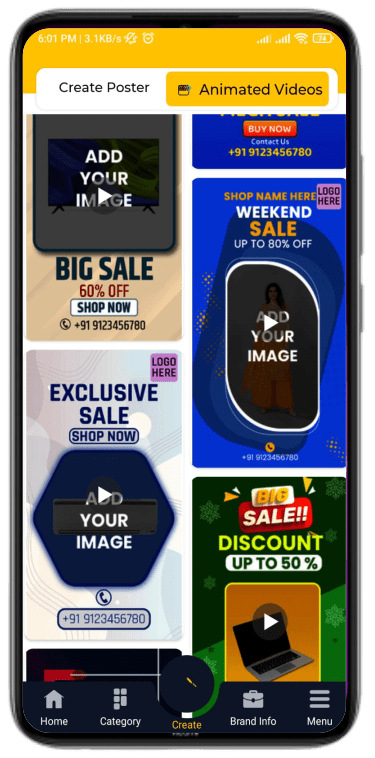 6:01 PM | 3.1KB/s
Create Poster
Animated Videos
ADD
YOUR
IMAGE
BIG SALE
60% OFF
SHOP NOW
+91 9123456780
LOGO
HERE
EXCLUSIVE
SALE
SHOP NOW
ADD
YOUR
IMAGE
+91 9123456780
MEGA SALE
BUY NOW
Contact Us
+91 9123456780
SHOP NAME HERE
LOGO
HERE
WEEKEND
SALE
UP TO 80% OFF
ADD
YOUR
IMAGE
+91 9123456780
BIG
SALE!!
DISCOUNT
UP TO 50 %
Home
Category
Create
Brand Info
Menu